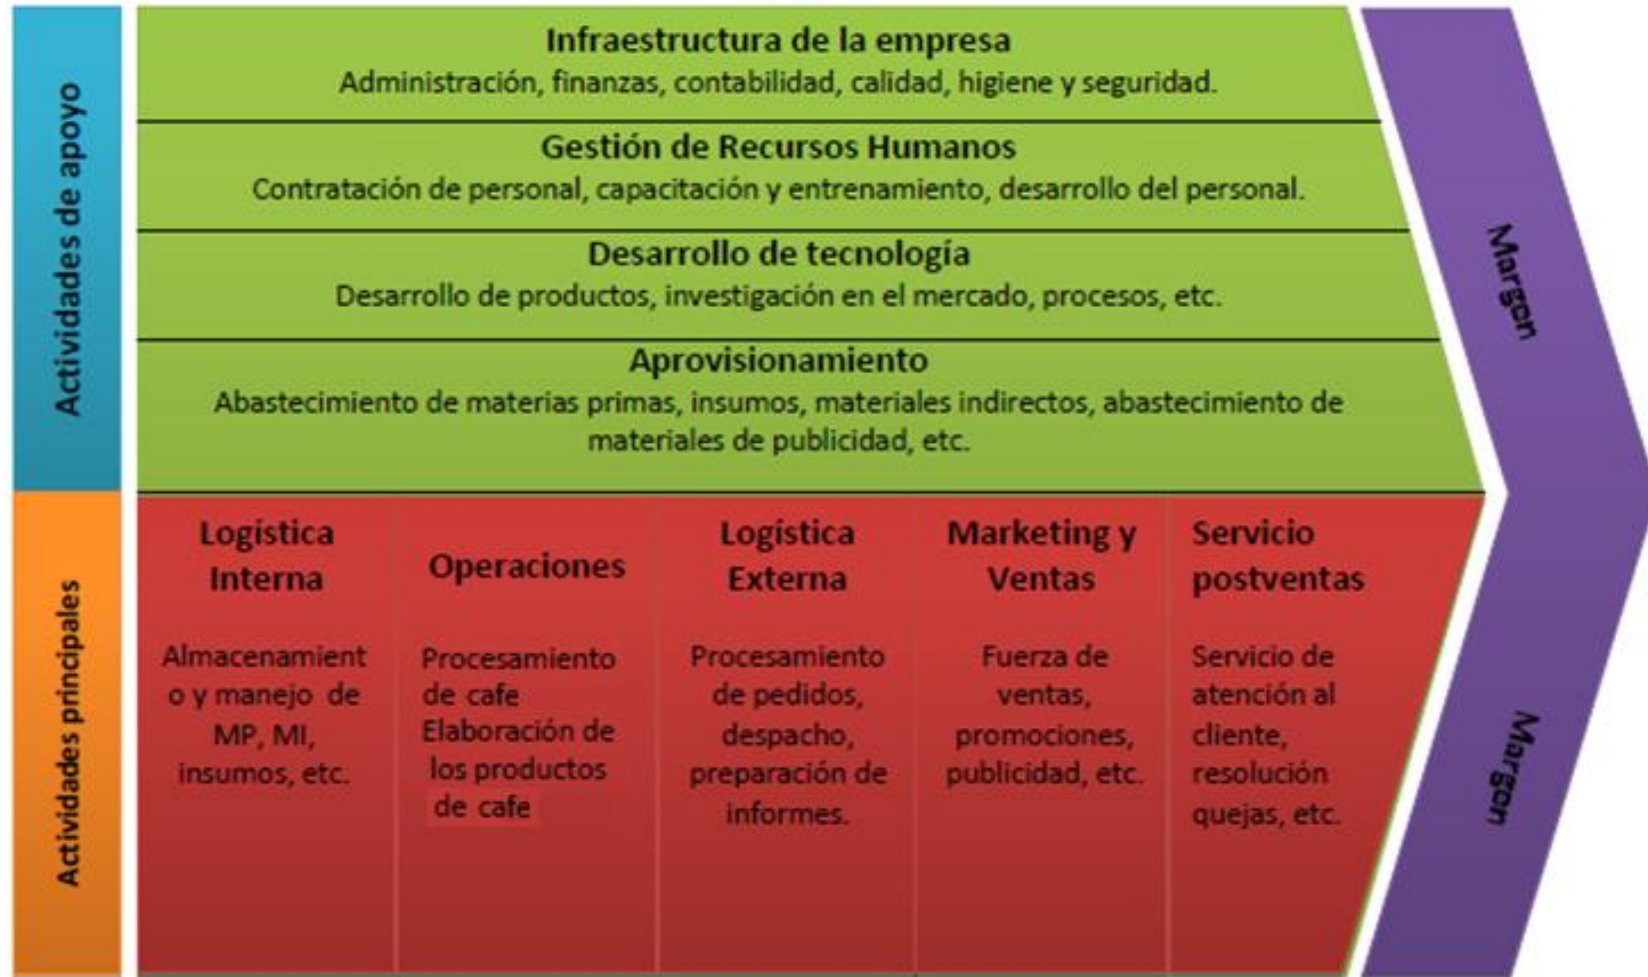 Actividades de apoyo
Infraestructura de la empresa
Administración, finanzas, contabilidad, calidad, higiene y seguridad.
Gestión de Recursos Humanos
Contratación de personal, capacitación y entrenamiento, desarrollo del personal.
Desarrollo de tecnología
Desarrollo de productos, investigación en el mercado, procesos, etc.
Aprovisionamiento
Abastecimiento de materias primas, insumos, materiales indirectos, abastecimiento de
materiales de publicidad, etc.
Margen
Actividades principales
Logística
Interna
Almacenamient
o y manejo de
MP, MI,
insumos, etc.
Operaciones
Procesamiento
de cafe
Elaboración de
los productos
de cafe
Logística
Externa
Procesamiento
de pedidos,
despacho,
preparación de
informes.
Marketing y
Ventas
Fuerza de
ventas,
promociones,
publicidad, etc.
Servicio
postventas
Servicio de
atención al
cliente,
resolución
quejas, etc.
Margen